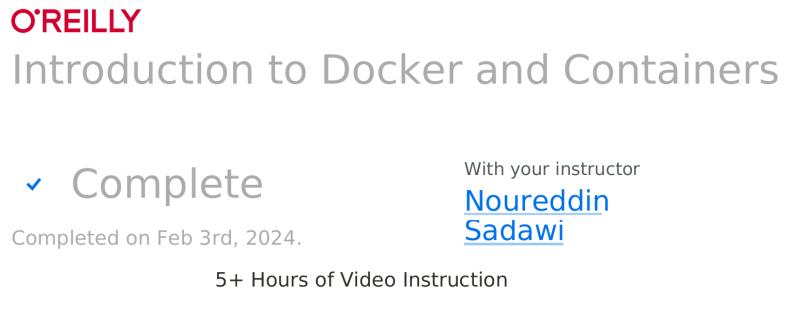 O'REILLY
Introduction to Docker and Containers
Complete
With your instructor
Noureddin
Sadawi
Completed on Feb 3rd, 2024.
5+ Hours of Video Instruction